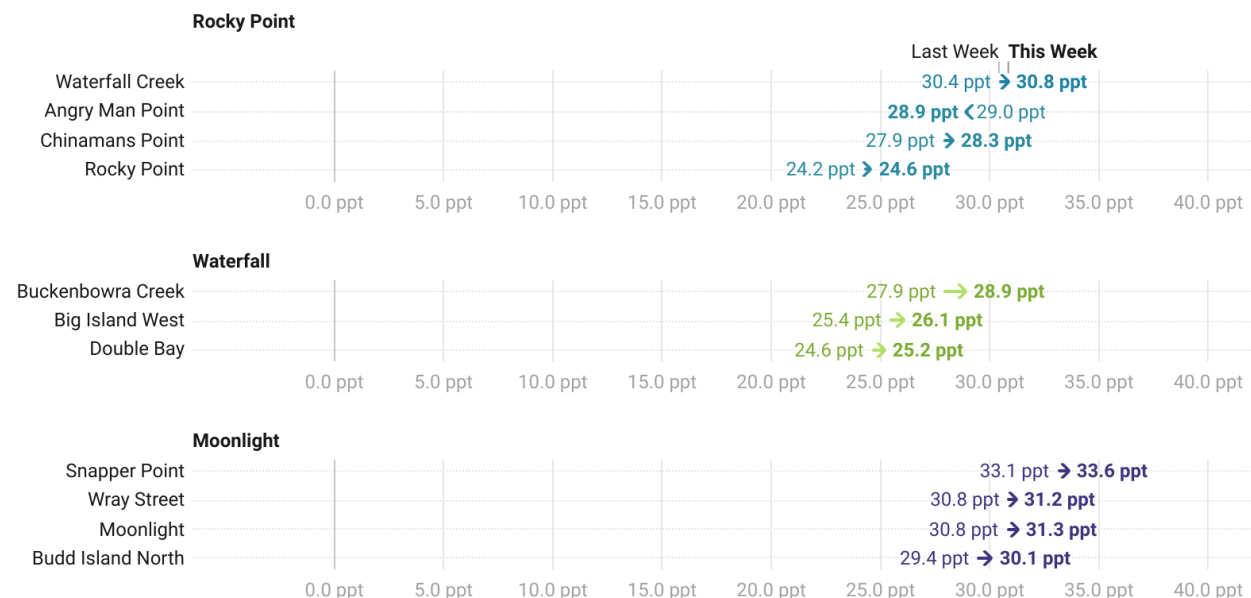 Rocky Point
Last Week This Week
Waterfall Creek 30.4 ppt 30.8 ppt
Angry Man Point 28.9 ppt 29.0 ppt
Chinamans Point 27.9 ppt 28.3 ppt
Rocky Point 24.2 ppt 24.6 ppt
0.0 ppt 5.0 ppt 10.0 ppt 15.0 ppt 20.0 ppt 25.0 ppt 30.0 ppt 35.0 ppt 40.0 ppt
Waterfall
Buckenbowra Creek 27.9 ppt 28.9 ppt
Big Island West 25.4 ppt 26.1 ppt
Double Bay 24.6 ppt 25.2 ppt
0.0 ppt 5.0 ppt 10.0 ppt 15.0 ppt 20.0 ppt 25.0 ppt 30.0 ppt 35.0 ppt 40.0 ppt
Moonlight
Snapper Point 33.1 ppt 33.6 ppt
Wray Street 30.8 ppt 31.2 ppt
Moonlight 30.8 ppt 31.3 ppt
Budd Island North 29.4 ppt 30.1 ppt
0.0 ppt 5.0 ppt 10.0 ppt 15.0 ppt 20.0 ppt 25.0 ppt 30.0 ppt 35.0 ppt 40.0 ppt